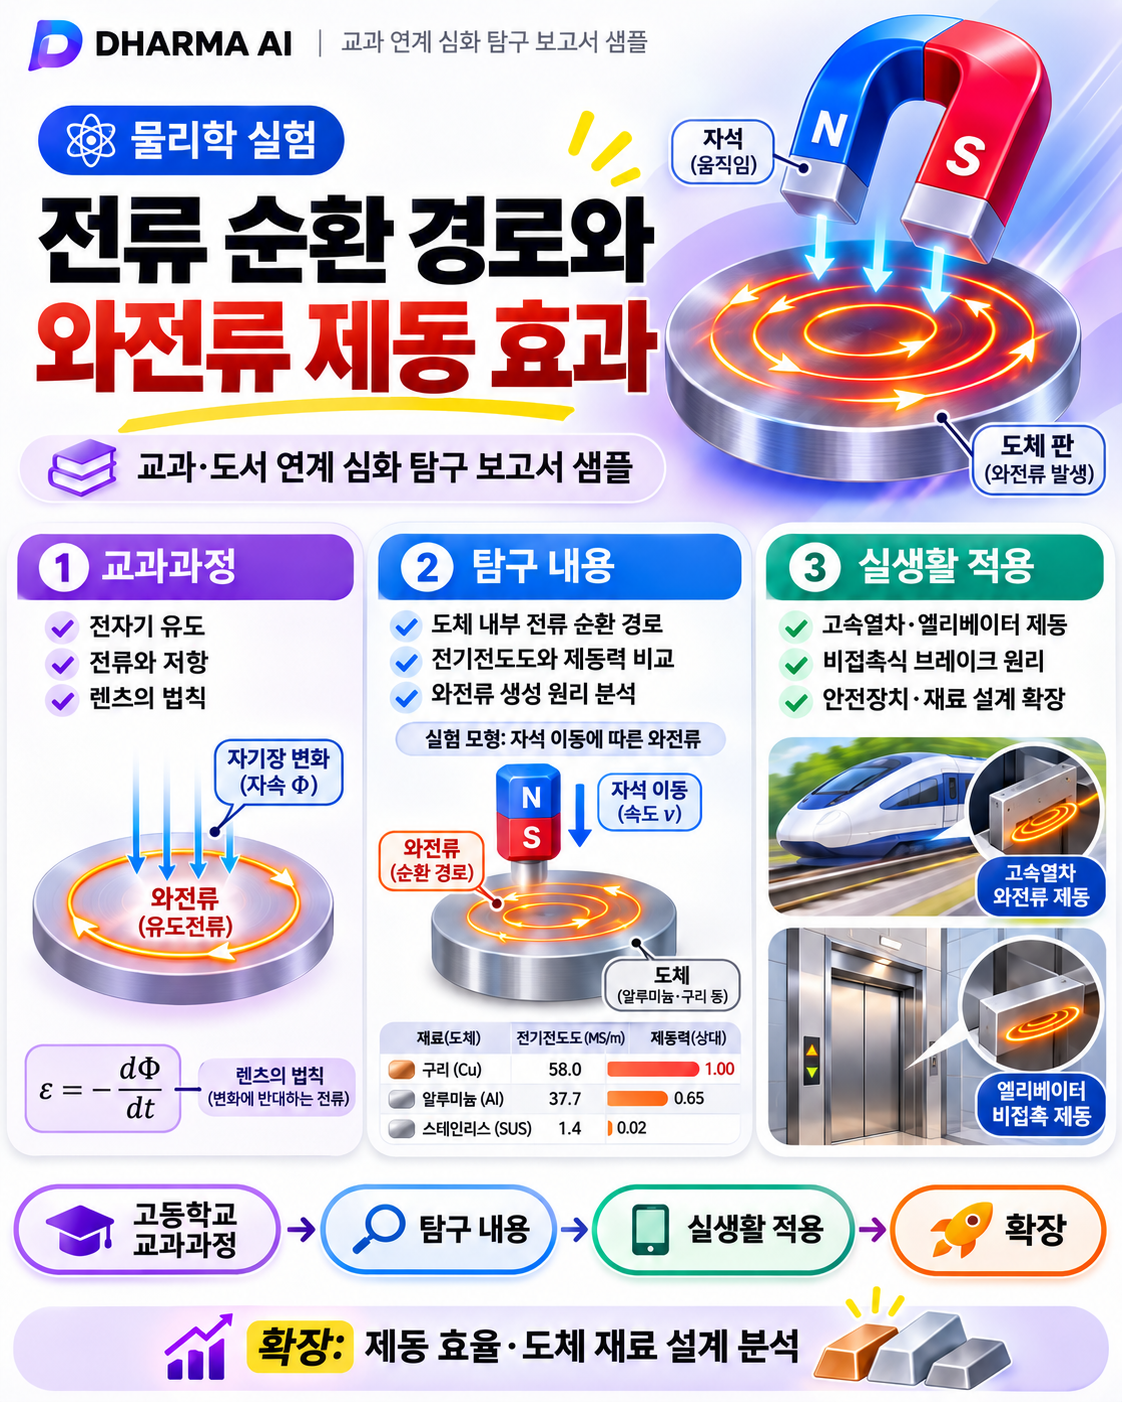 DHARMA AI | 교과 연계 심화 탐구 보고서 샘플
물리학 실험
전류 순환 경로와
와전류 제동 효과
교과·도서 연계 심화 탐구 보고서 샘플
N
S
자석
(움직임)
도체 판
(와전류 발생)
1 교과과정
전자기 유도
전류와 저항
렌츠의 법칙
자기장 변화
(자속 Φ)
와전류
(유도전류)
ε = − dΦ/dt
렌츠의 법칙
(변화에 반대하는 전류)
2 탐구 내용
도체 내부 전류 순환 경로
전기전도도와 제동력 비교
와전류 생성 원리 분석
실험 모형: 자석 이동에 따른 와전류
N
S
자석 이동
(속도 v)
와전류
(순환 경로)
도체
(알루미늄·구리 등)
재료(도체) 전기전도도(MS/m) 제동력(상대)
구리 (Cu) 58.0 1.00
알루미늄 (Al) 37.7 0.65
스테인리스 (SUS) 1.4 0.02
3 실생활 적용
고속열차·엘리베이터 제동
비접촉식 브레이크 원리
안전장치·재료 설계 확장
고속열차
와전류 제동
엘리베이터
비접촉 제동
고등학교
교과과정
탐구 내용
실생활 적용
확장
확장: 제동 효율·도체 재료 설계 분석